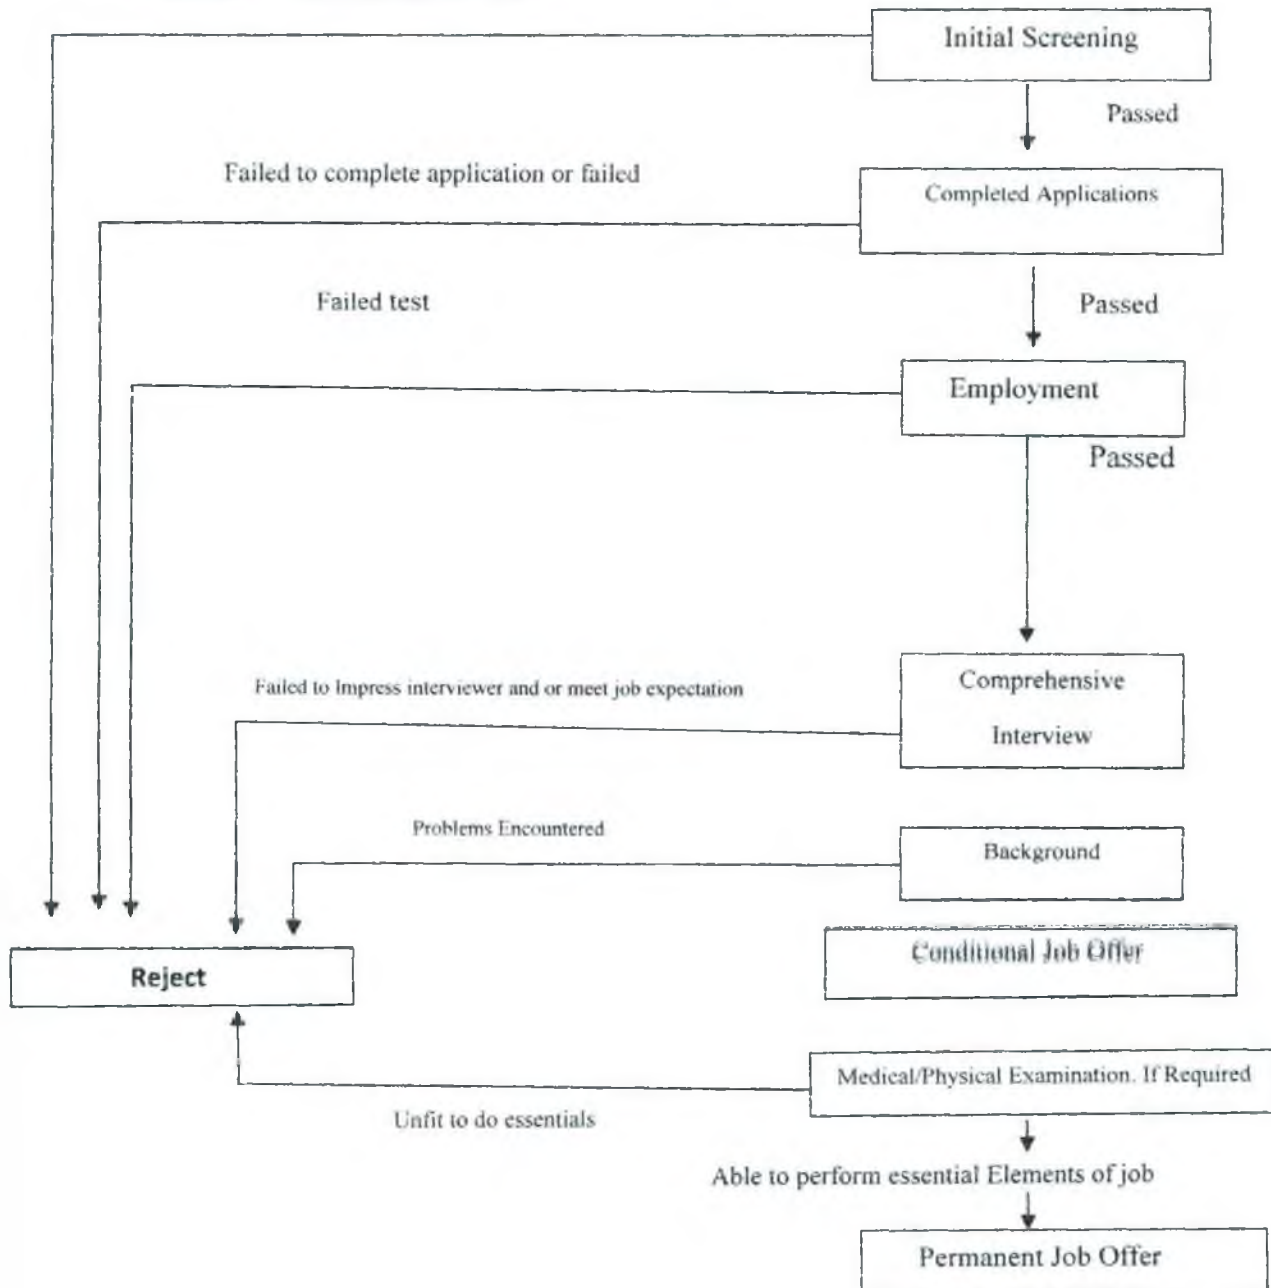 Initial Screening
Passed
Failed to complete application or failed
Completed Applications
Failed test
Passed
Employment
Passed
Failed to Impress interviewer and or meet job expectation
Comprehensive
Interview
Problems Encountered
Background
Conditional Job Offer
Reject
Medical/Physical Examination. If Required
Unfit to do essentials
Able to perform essential Elements of job
Permanent Job Offer